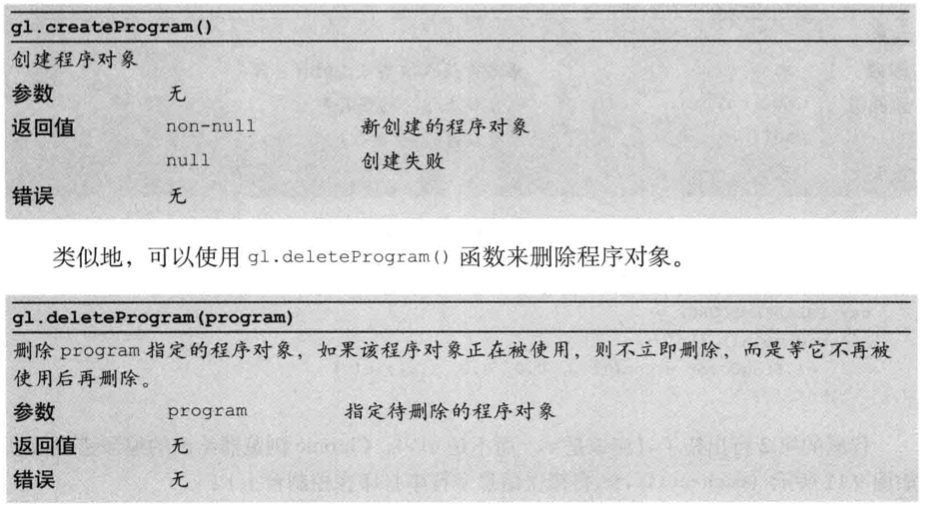 gl.createProgram()
创建程序对象
参数 无
返回值 non-null 新创建的程序对象
null 创建失败
错误 无
类似地，可以使用 gl.deleteProgram() 函数来删除程序对象。
gl.deleteProgram(program)
删除 program 指定的程序对象，如果该程序对象正在被使用，则不立即删除，而是等它不再被
使用后再删除。
参数 program 指定待删除的程序对象
返回值 无
错误 无